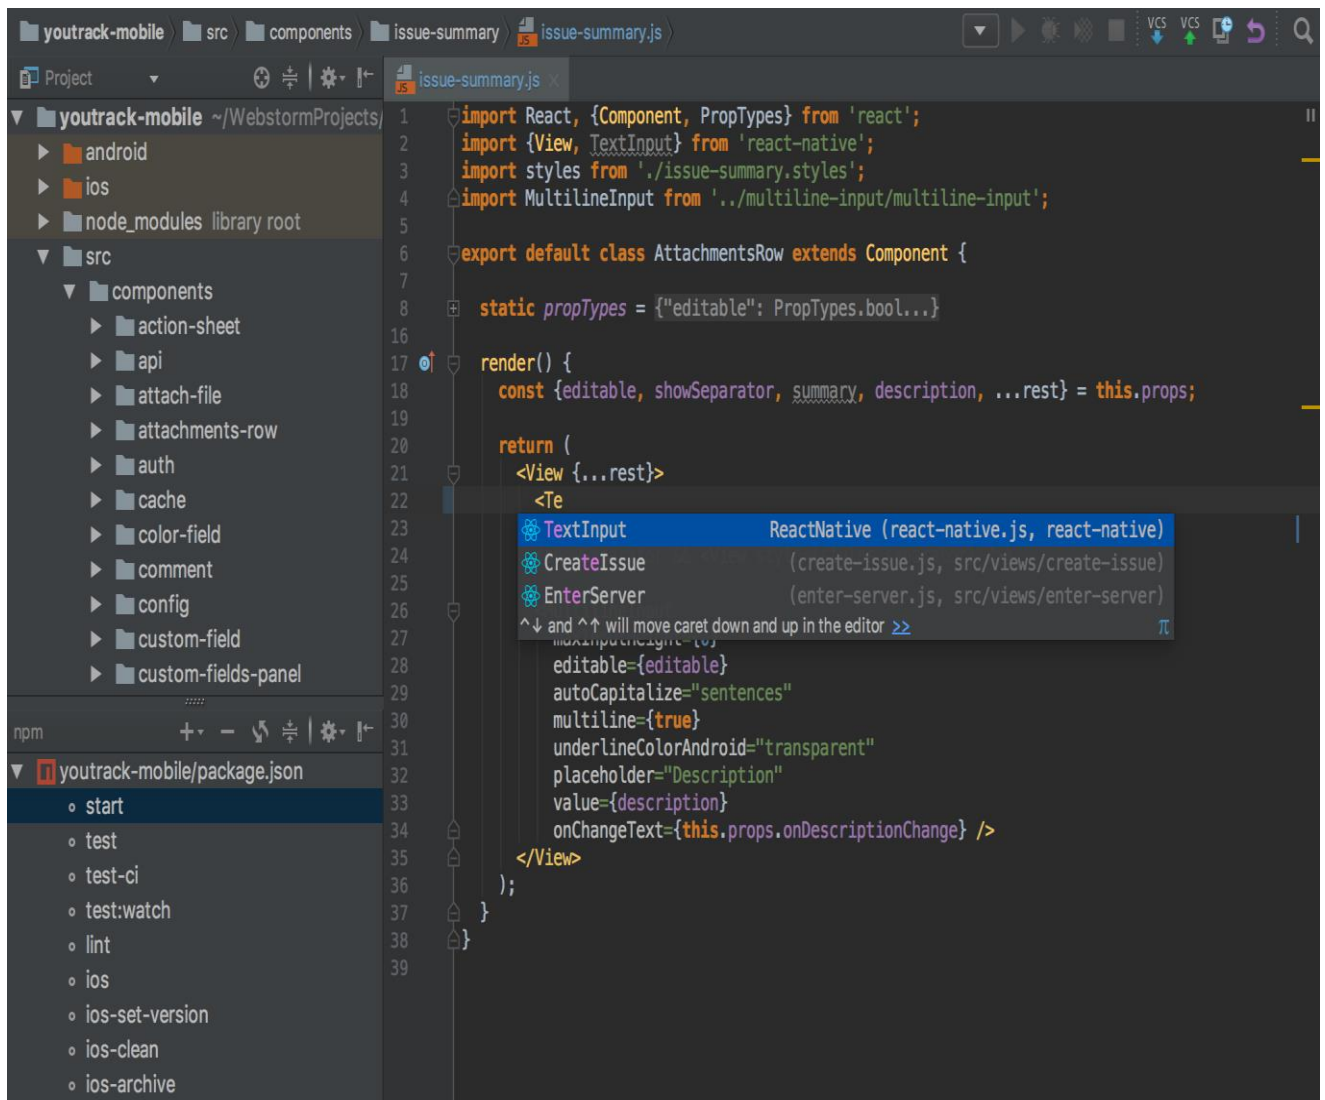 youtrack-mobile src components issue-summary issue-summary.js VCS VCS
Project
youtrack-mobile ~/WebstormProjects/
android
ios
node_modules library root
src
components
action-sheet
api
attach-file
attachments-row
auth
cache
color-field
comment
config
custom-field
custom-fields-panel
npm
youtrack-mobile/package.json
start
test
test-ci
test:watch
lint
ios
ios-set-version
ios-clean
ios-archive
issue-summary.js
1 import React, {Component, PropTypes} from 'react';
2 import {View, TextInput} from 'react-native';
3 import styles from './issue-summary.styles';
4 import MultilineInput from '../multiline-input/multiline-input';
5
6 export default class AttachmentsRow extends Component {
7
8 static propTypes = {"editable": PropTypes.bool...}
16
17 render() {
18 const {editable, showSeparator, summary, description, ...rest} = this.props;
19
20 return (
21 <View {...rest}>
22 <Te
23 TextInput ReactNative (react-native.js, react-native)
24 CreateIssue (create-issue.js, src/views/create-issue)
25 EnterServer (enter-server.js, src/views/enter-server)
26 ^↓ and ^↑ will move caret down and up in the editor >> π
27 maxInputHeight={0}
28 editable={editable}
29 autoCapitalize="sentences"
30 multiline={true}
31 underlineColorAndroid="transparent"
32 placeholder="Description"
33 value={description}
34 onChangeText={this.props.onDescriptionChange} />
35 </View>
36 );
37 }
38 }
39